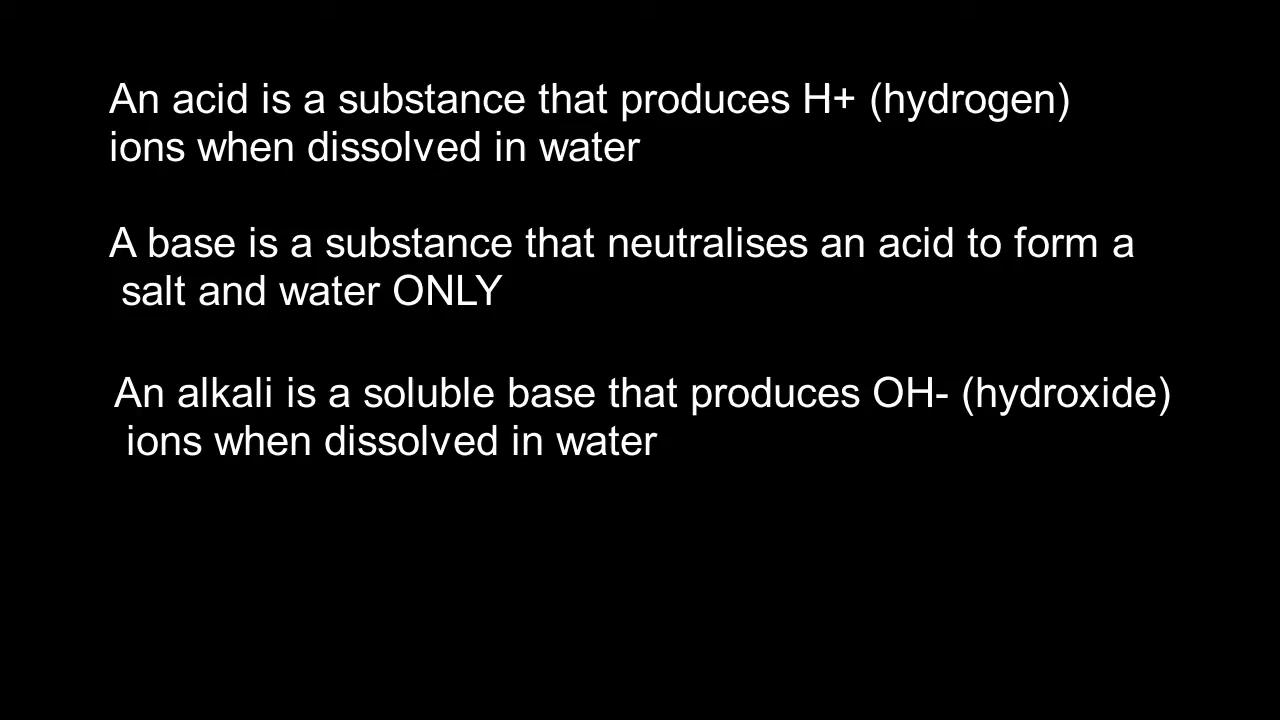 An acid is a substance that produces H+ (hydrogen)
ions when dissolved in water
A base is a substance that neutralises an acid to form a
salt and water ONLY
An alkali is a soluble base that produces OH- (hydroxide)
ions when dissolved in water